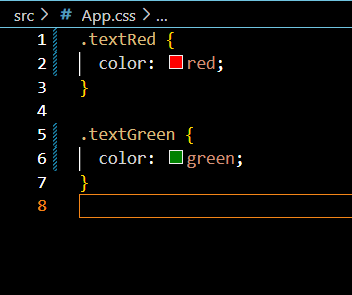 src > # App.css > ...
1 .textRed {
2 color: red;
3 }
4
5 .textGreen {
6 color: green;
7 }
8